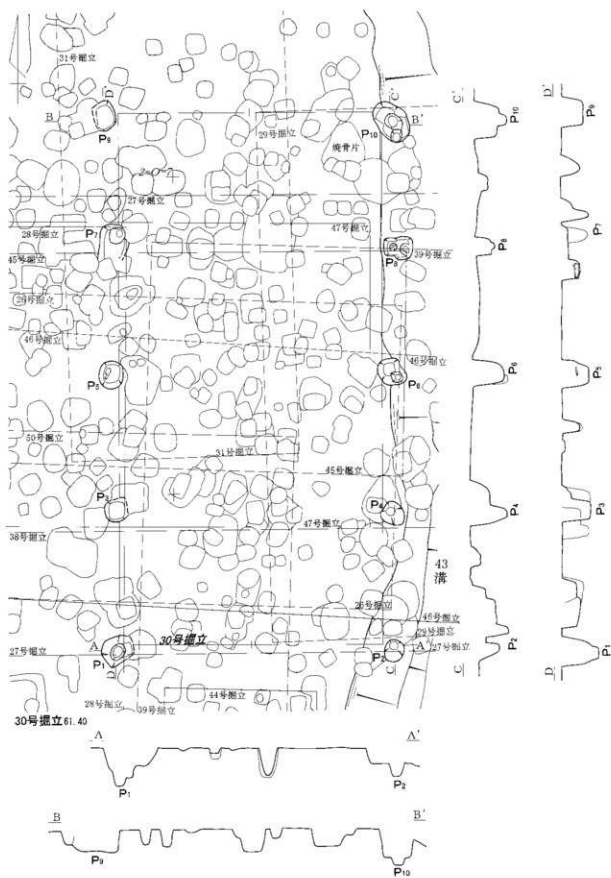 31号掘立
D'
C'
B
B'
P9
P10
29号掘立
焼骨片
27号掘立
28号掘立
P7
47号掘立
P8
39号掘立
45号掘立
26号掘立
46号掘立
46号掘立
P5
P6
50号掘立
31号掘立
45号掘立
P3
P4
47号掘立
38号掘立
43
溝
26号掘立
46号掘立
30号掘立
29号掘立
27号掘立
A
A'
27号掘立
P1
P2
D
C
44号掘立
28号掘立
39号掘立
C'
P10
P8
P6
P4
P2
C
D'
P9
P7
P5
P3
P1
D
30号掘立 61.40
A
A'
P1
P2
B
B'
P9
P10